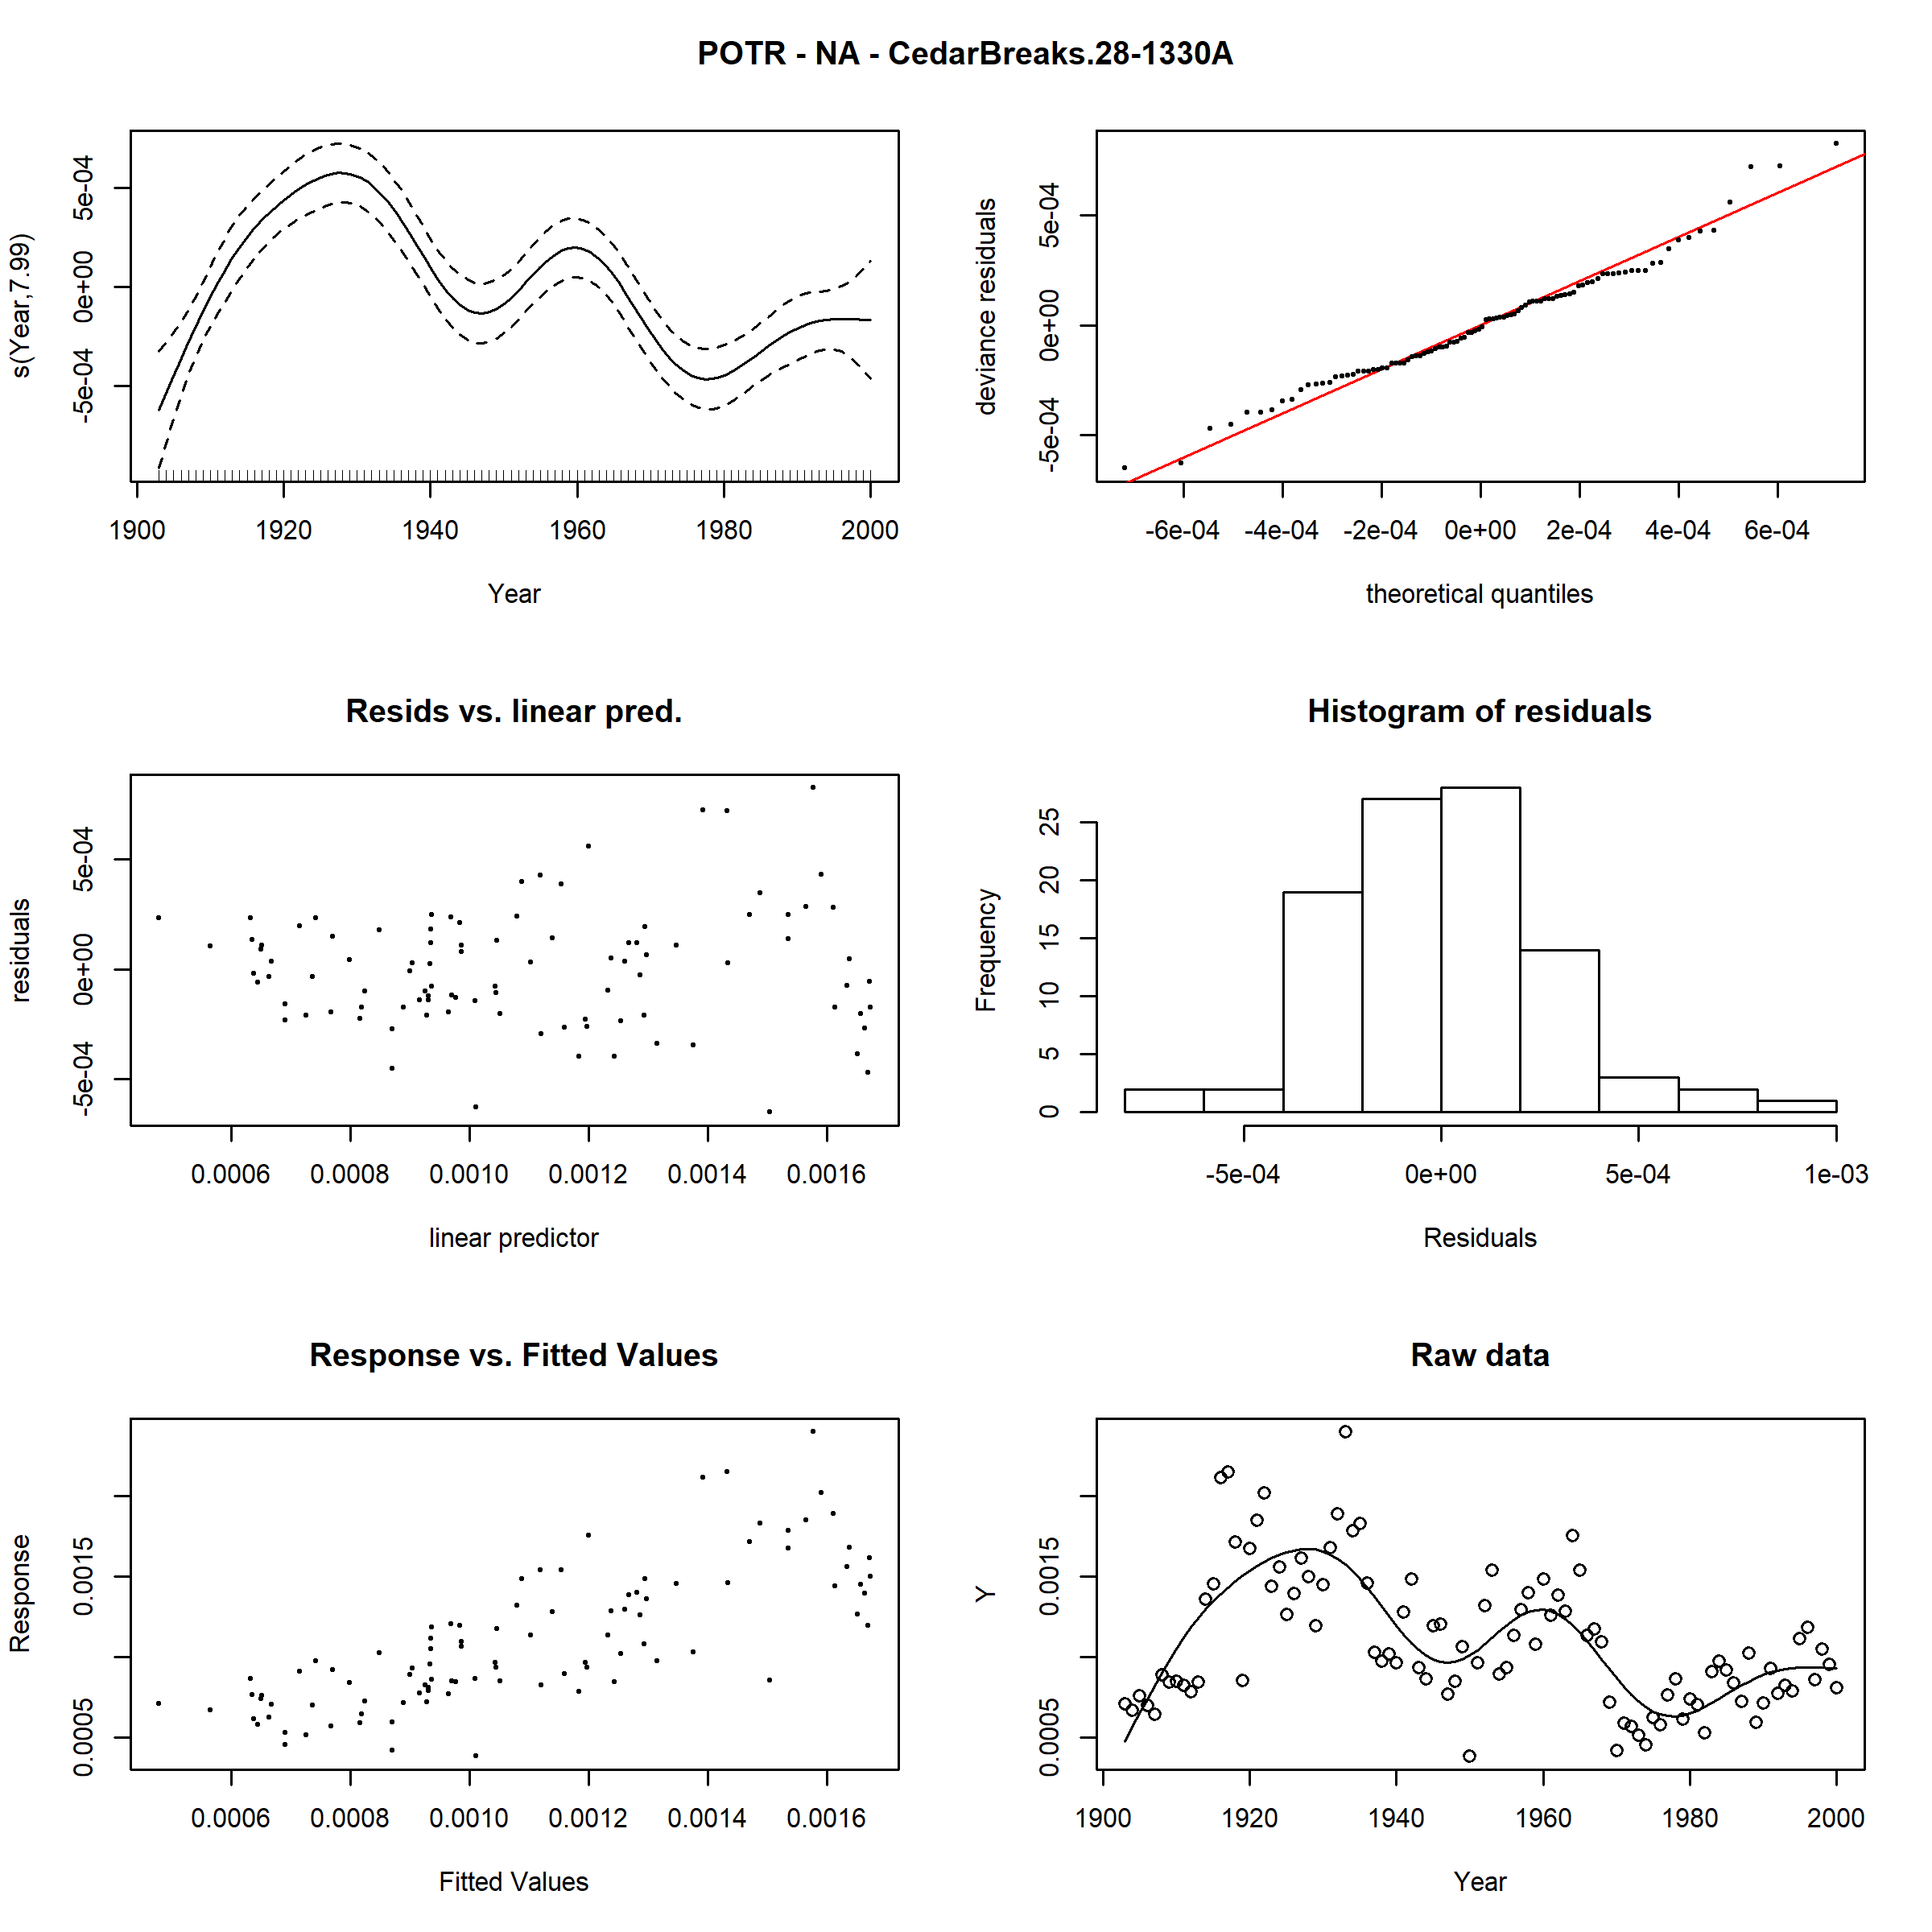 POTR - NA - CedarBreaks.28-1330A
s(Year,7.99)
5e-04
0e+00
-5e-04
1900 1920 1940 1960 1980 2000
Year
deviance residuals
5e-04
0e+00
-5e-04
-6e-04 -4e-04 -2e-04 0e+00 2e-04 4e-04 6e-04
theoretical quantiles
Resids vs. linear pred.
residuals
5e-04
0e+00
-5e-04
0.0006 0.0008 0.0010 0.0012 0.0014 0.0016
linear predictor
Histogram of residuals
Frequency
25
20
15
10
5
0
-5e-04 0e+00 5e-04 1e-03
Residuals
Response vs. Fitted Values
Response
0.0015
0.0005
0.0006 0.0008 0.0010 0.0012 0.0014 0.0016
Fitted Values
Raw data
Y
0.0015
0.0005
1900 1920 1940 1960 1980 2000
Year